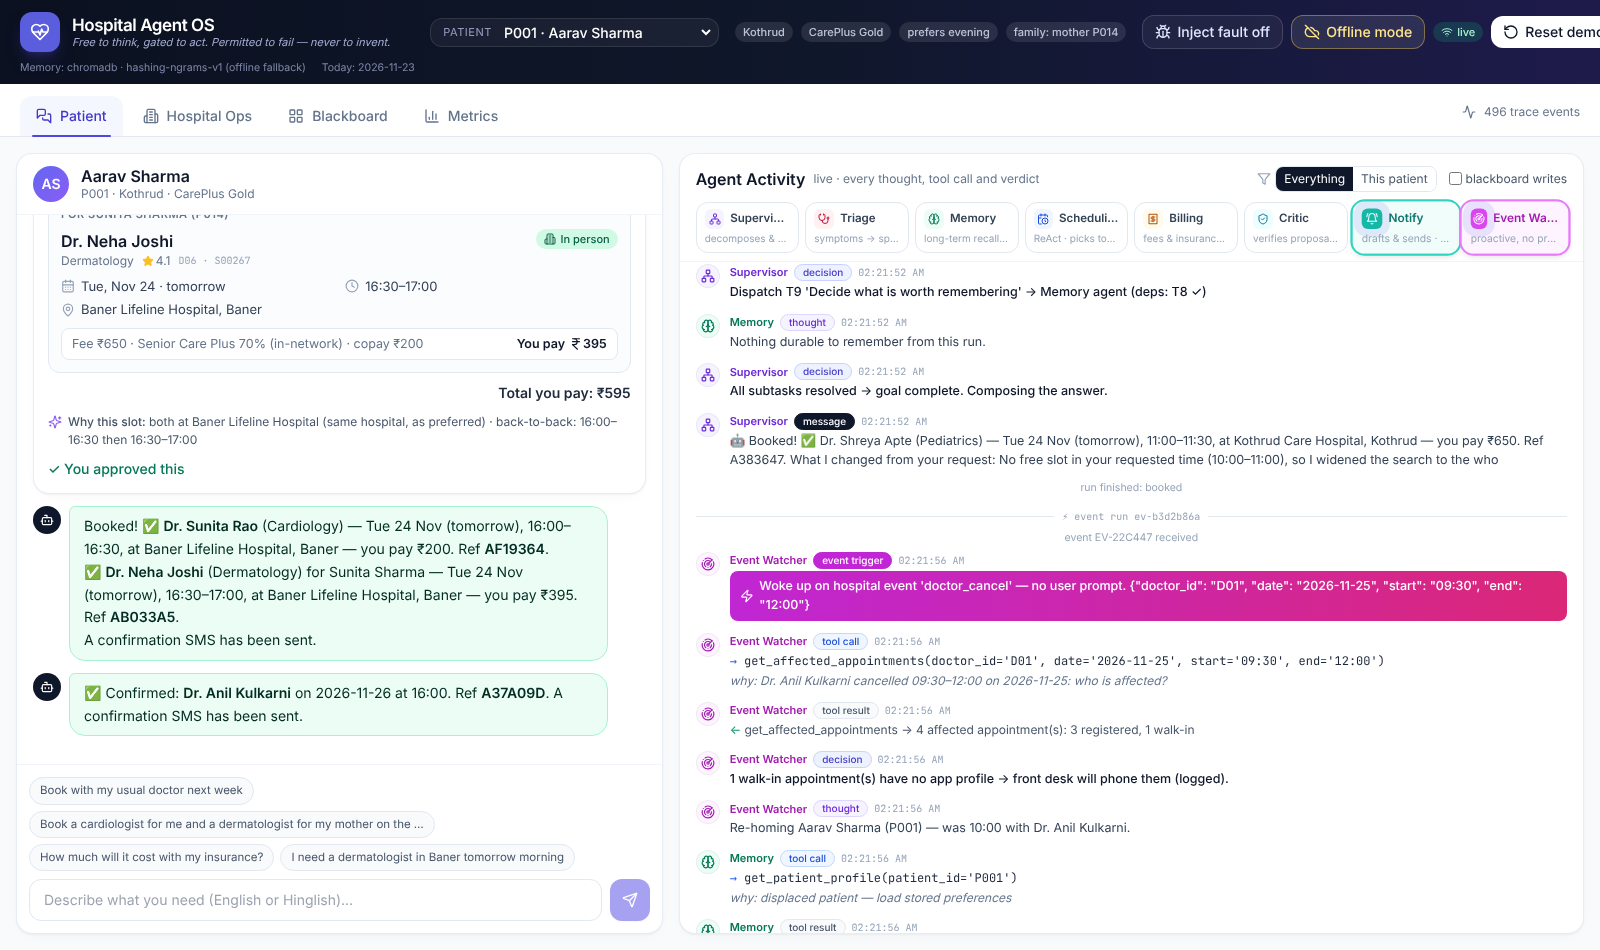 Hospital Agent OS
Free to think, gated to act. Permitted to fail — never to invent.
PATIENT P001 · Aarav Sharma
Kothrud
CarePlus Gold
prefers evening
family: mother P014
Inject fault off
Offline mode
live
Reset demo
Memory: chromadb · hashing-ngrams-v1 (offline fallback) Today: 2026-11-23
Patient
Hospital Ops
Blackboard
Metrics
496 trace events
AS
Aarav Sharma
P001 · Kothrud · CarePlus Gold
FOR SUNITA SHARMA (P014)
Dr. Neha Joshi
In person
Dermatology 4.1 D06 · S00267
Tue, Nov 24 · tomorrow
16:30–17:00
Baner Lifeline Hospital, Baner
Fee ₹650 · Senior Care Plus 70% (in-network) · copay ₹200
You pay ₹395
Total you pay: ₹595
Why this slot: both at Baner Lifeline Hospital (same hospital, as preferred) · back-to-back: 16:00–
16:30 then 16:30–17:00
You approved this
Booked! ✅ Dr. Sunita Rao (Cardiology) — Tue 24 Nov (tomorrow), 16:00–
16:30, at Baner Lifeline Hospital, Baner — you pay ₹200. Ref AF19364.
✅ Dr. Neha Joshi (Dermatology) for Sunita Sharma — Tue 24 Nov
(tomorrow), 16:30–17:00, at Baner Lifeline Hospital, Baner — you pay ₹395.
Ref AB033A5.
A confirmation SMS has been sent.
✅ Confirmed: Dr. Anil Kulkarni on 2026-11-26 at 16:00. Ref A37A09D. A
confirmation SMS has been sent.
Book with my usual doctor next week
Book a cardiologist for me and a dermatologist for my mother on the ...
How much will it cost with my insurance?
I need a dermatologist in Baner tomorrow morning
Describe what you need (English or Hinglish)...
Agent Activity live · every thought, tool call and verdict
Everything
This patient
blackboard writes
Supervi...
decomposes & ...
Triage
symptoms → sp...
Memory
long-term recall...
Scheduli...
ReAct · picks to...
Billing
fees & insuranc...
Critic
verifies proposa...
Notify
drafts & sends · ...
Event Wa...
proactive, no pr...
Supervisor decision 02:21:52 AM
Dispatch T9 'Decide what is worth remembering' → Memory agent (deps: T8 ✓)
Memory thought 02:21:52 AM
Nothing durable to remember from this run.
Supervisor decision 02:21:52 AM
All subtasks resolved → goal complete. Composing the answer.
Supervisor message 02:21:52 AM
🤖 Booked! ✅ Dr. Shreya Apte (Pediatrics) — Tue 24 Nov (tomorrow), 11:00–11:30, at Kothrud Care Hospital, Kothrud — you pay ₹650. Ref
A383647. What I changed from your request: No free slot in your requested time (10:00–11:00), so I widened the search to the who
run finished: booked
⚡ event run ev-b3d2b86a
event EV-22C447 received
Event Watcher event trigger 02:21:56 AM
Woke up on hospital event 'doctor_cancel' — no user prompt. {"doctor_id": "D01", "date": "2026-11-25", "start": "09:30", "end":
"12:00"}
Event Watcher tool call 02:21:56 AM
→ get_affected_appointments(doctor_id='D01', date='2026-11-25', start='09:30', end='12:00')
why: Dr. Anil Kulkarni cancelled 09:30–12:00 on 2026-11-25: who is affected?
Event Watcher tool result 02:21:56 AM
← get_affected_appointments → 4 affected appointment(s): 3 registered, 1 walk-in
Event Watcher decision 02:21:56 AM
1 walk-in appointment(s) have no app profile → front desk will phone them (logged).
Event Watcher thought 02:21:56 AM
Re-homing Aarav Sharma (P001) — was 10:00 with Dr. Anil Kulkarni.
Memory tool call 02:21:56 AM
→ get_patient_profile(patient_id='P001')
why: displaced patient — load stored preferences
Memory tool result 02:21:56 AM